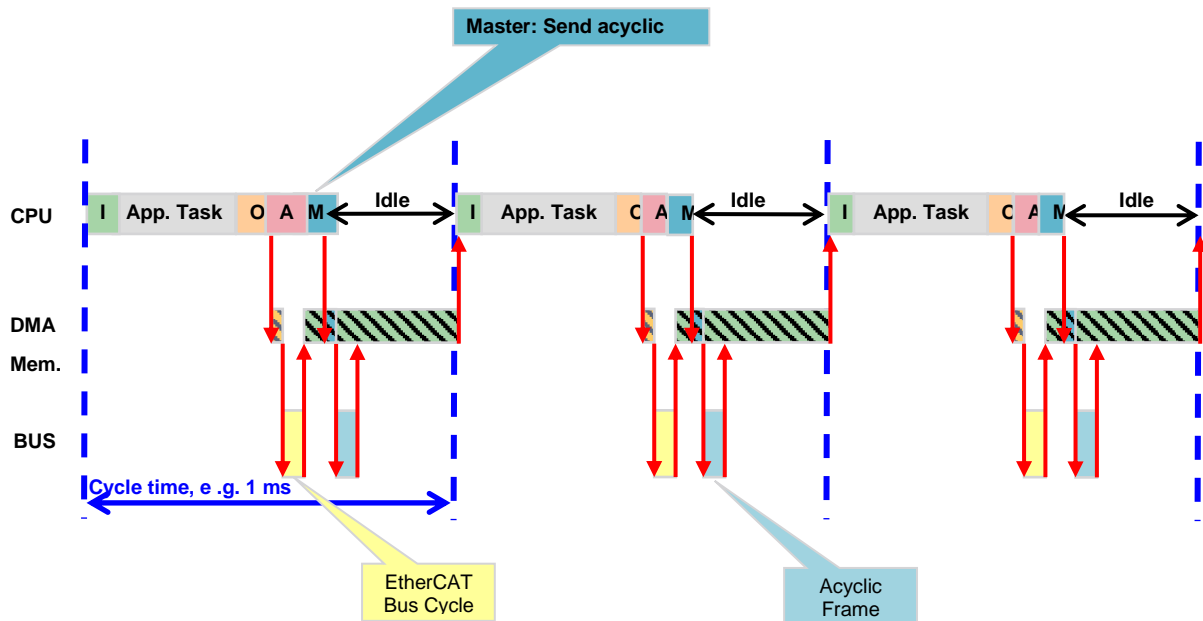 Master: Send acyclic
CPU
I App. Task O A M Idle
I App. Task O A M Idle
I App. Task O A M Idle
DMA
Mem.
BUS
Cycle time, e .g. 1 ms
EtherCAT
Bus Cycle
Acyclic
Frame